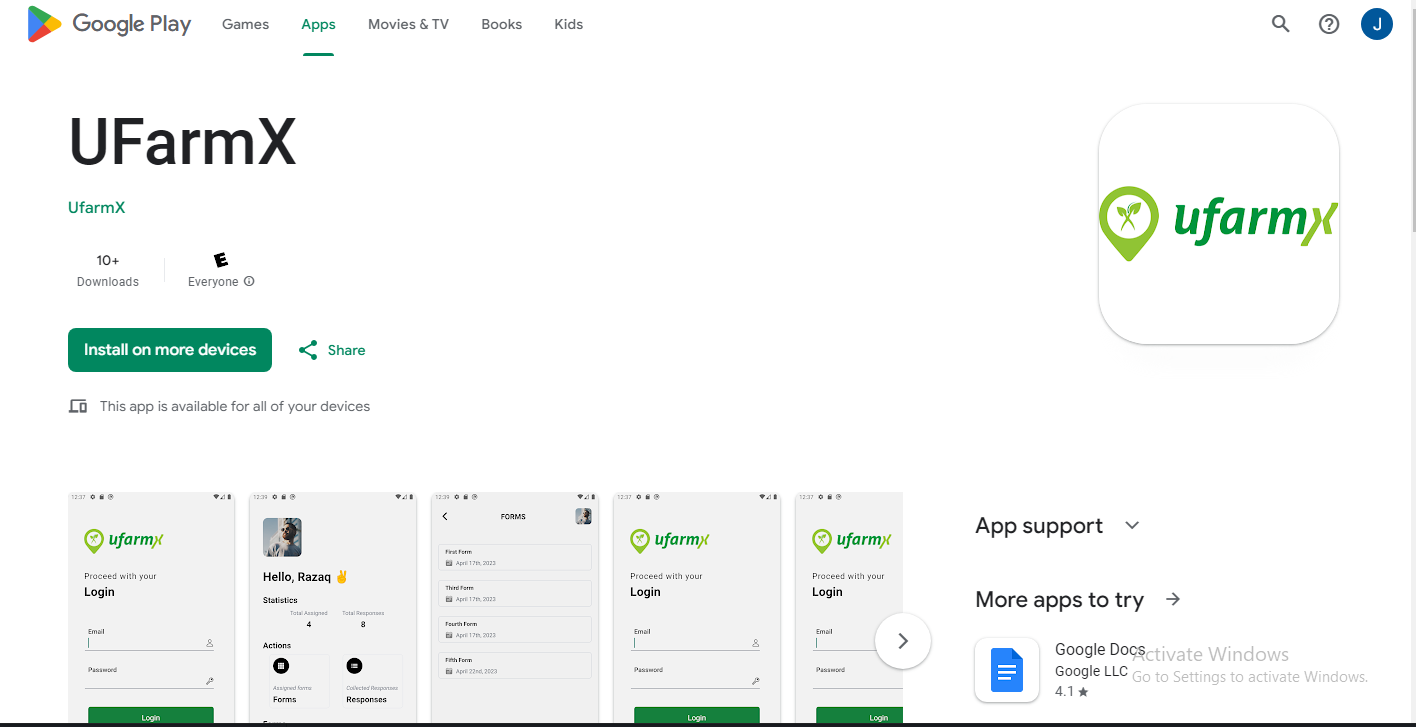 Google Play
Games
Apps
Movies & TV
Books
Kids
J
UFarmX
UfarmX
10+
Downloads
E
Everyone
Install on more devices
Share
This app is available for all of your devices
ufarmx
12:37
ufarmx
Proceed with your
Login
Email
Password
Login
12:39
Hello, Razaq ✌
Statistics
Total Assigned
Total Responses
4
8
Actions
Assigned forms
Collected Responses
Forms
Responses
12:39
FORMS
First Form
April 17th, 2023
Third Form
April 17th, 2023
Fourth Form
April 17th, 2023
Fifth Form
April 22nd, 2023
12:37
ufarmx
Proceed with your
Login
Email
Password
Login
12:37
ufarmx
Proceed with your
Login
Email
Password
Login
App support
More apps to try
Google Docs
Google LLC
4.1 ★
Activate Windows
Go to Settings to activate Windows.